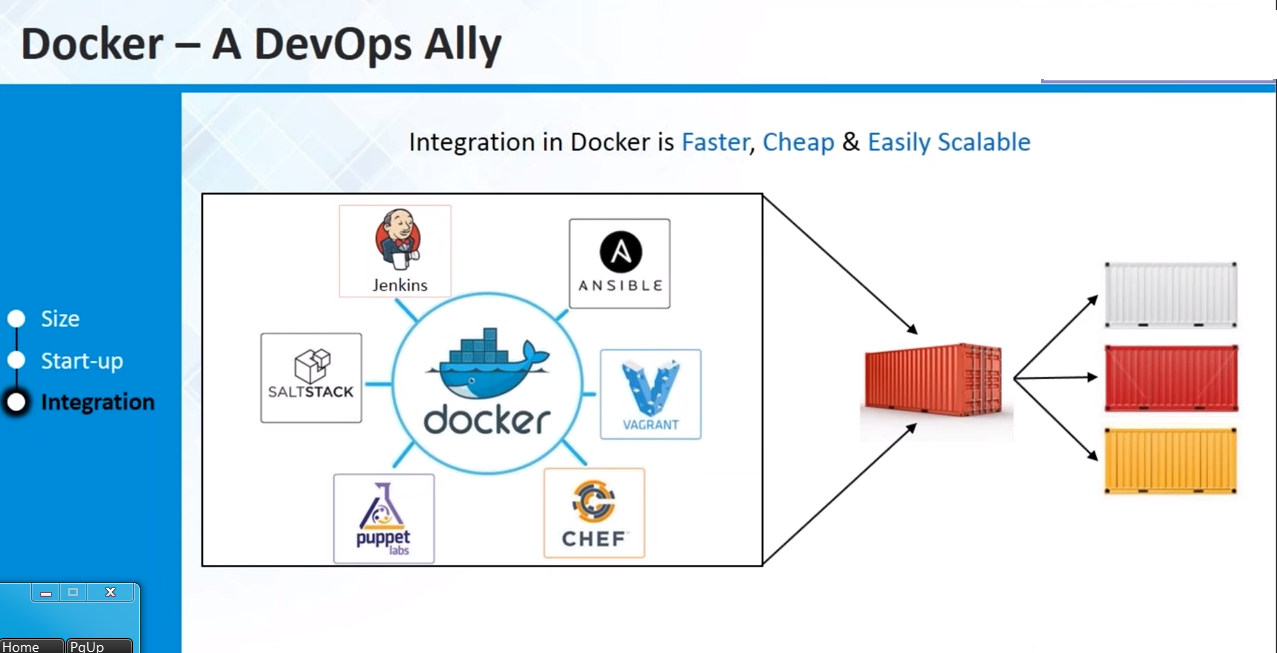 Docker – A DevOps Ally
Integration in Docker is Faster, Cheap & Easily Scalable
Size
Start-up
Integration
Jenkins
ANSIBLE
SALTSTACK
docker
VAGRANT
puppet
labs
CHEF
Home
PgUp